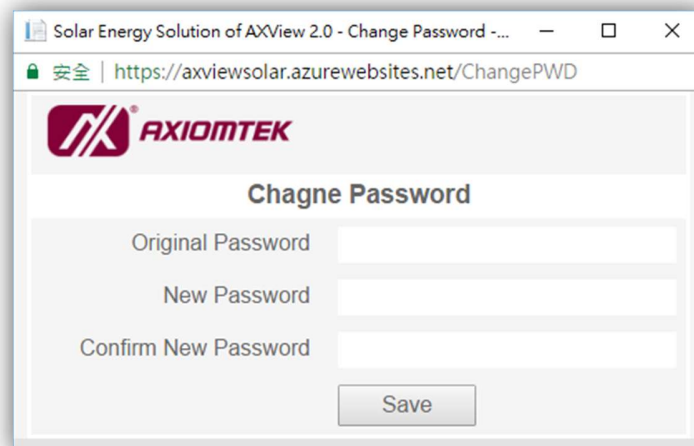 Solar Energy Solution of AXView 2.0 - Change Password -...
安全 | https://axviewsolar.azurewebsites.net/ChangePWD
AXIOMTEK
Chagne Password
Original Password
New Password
Confirm New Password
Save